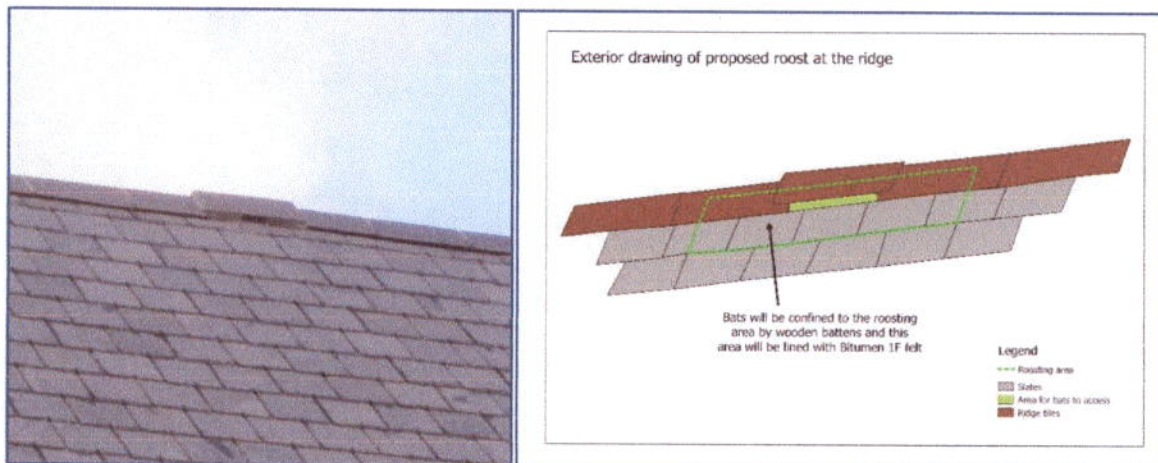 Exterior drawing of proposed roost at the ridge
Bats will be confined to the roosting
area by wooden battens and this
area will be lined with Bitumen 1F felt
Legend
Roosting area
Slates
Area for bats to access
Ridge tiles